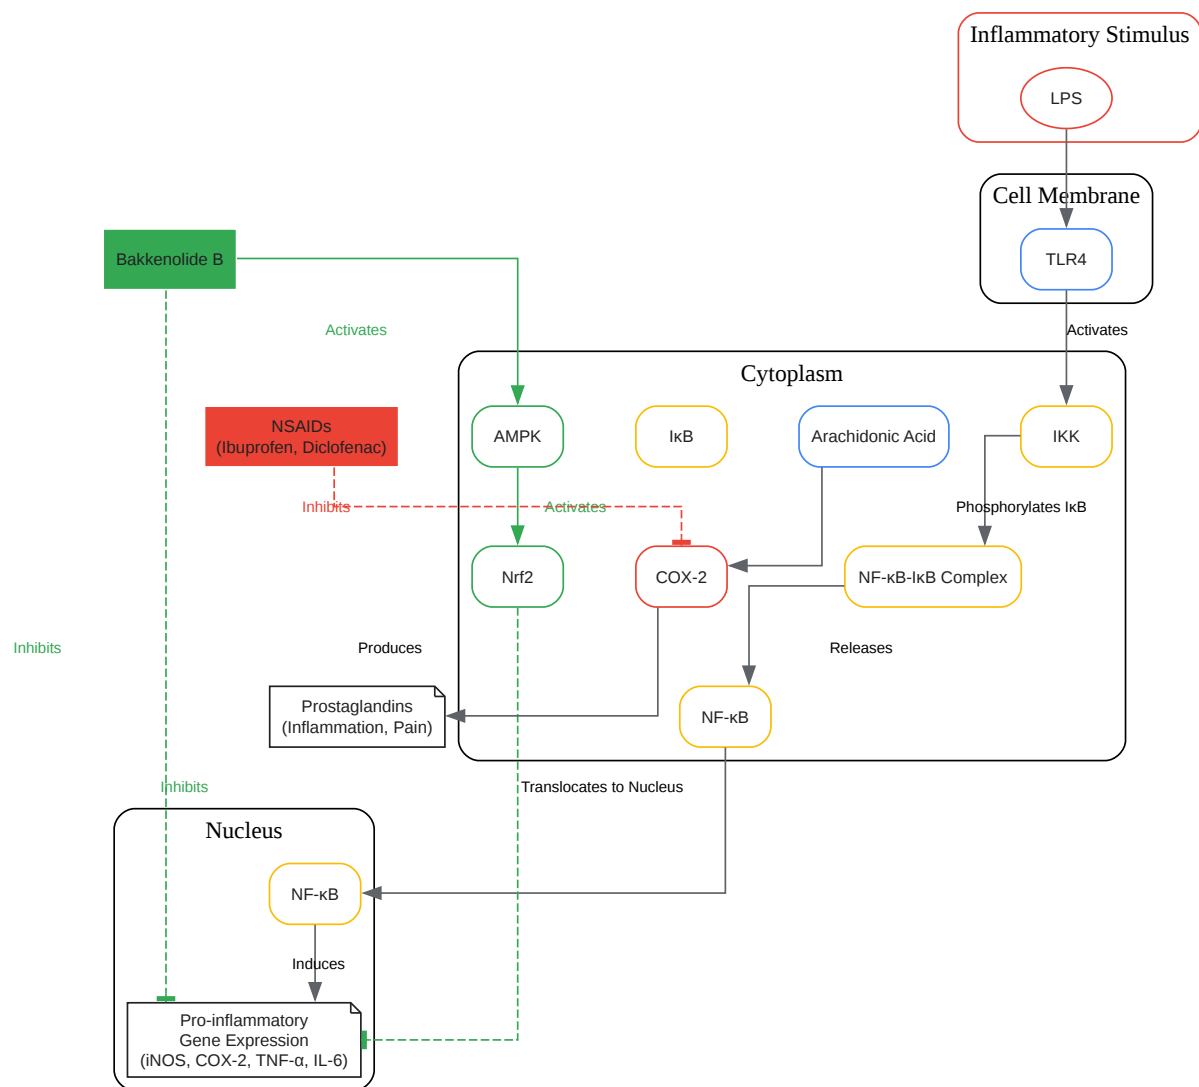 Inflammatory Stimulus
LPS
Cell Membrane
TLR4
Bakkenolide B
Activates
Activates
Cytoplasm
NSAIDs
(Ibuprofen, Diclofenac)
AMPK
IκB
Arachidonic Acid
IKK
Inhibits
Activates
Phosphorylates IκB
Nrf2
COX-2
NF-κB-IκB Complex
Inhibits
Produces
Releases
Prostaglandins
(Inflammation, Pain)
NF-κB
Inhibits
Translocates to Nucleus
Nucleus
NF-κB
Induces
Pro-inflammatory
Gene Expression
(iNOS, COX-2, TNF-α, IL-6)